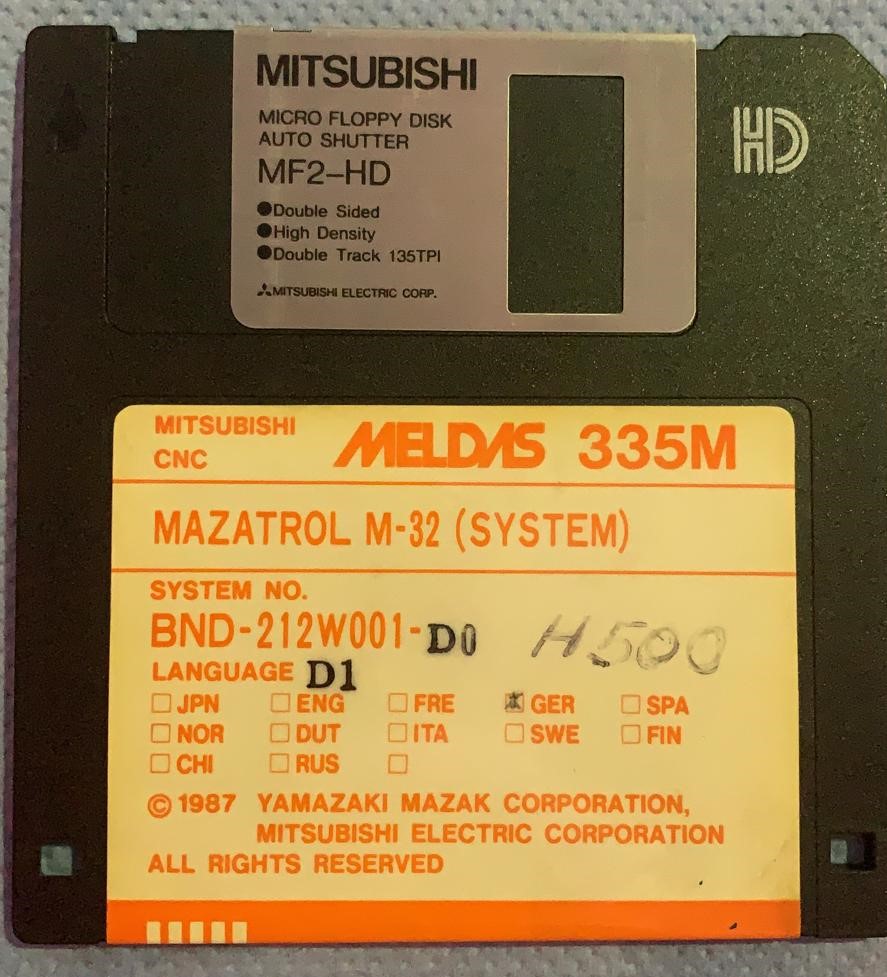 MITSUBISHI
MICRO FLOPPY DISK
AUTO SHUTTER
MF2-HD
●Double Sided
●High Density
●Double Track 135TPI
MITSUBISHI ELECTRIC CORP.
HD
MITSUBISHI
CNC
MELDAS 335M
MAZATROL M-32 (SYSTEM)
SYSTEM NO.
BND-212W001-D0 H500
LANGUAGE D1
☐JPN ☐ENG ☐FRE ☒GER ☐SPA
☐NOR ☐DUT ☐ITA ☐SWE ☐FIN
☐CHI ☐RUS ☐
© 1987 YAMAZAKI MAZAK CORPORATION,
MITSUBISHI ELECTRIC CORPORATION
ALL RIGHTS RESERVED